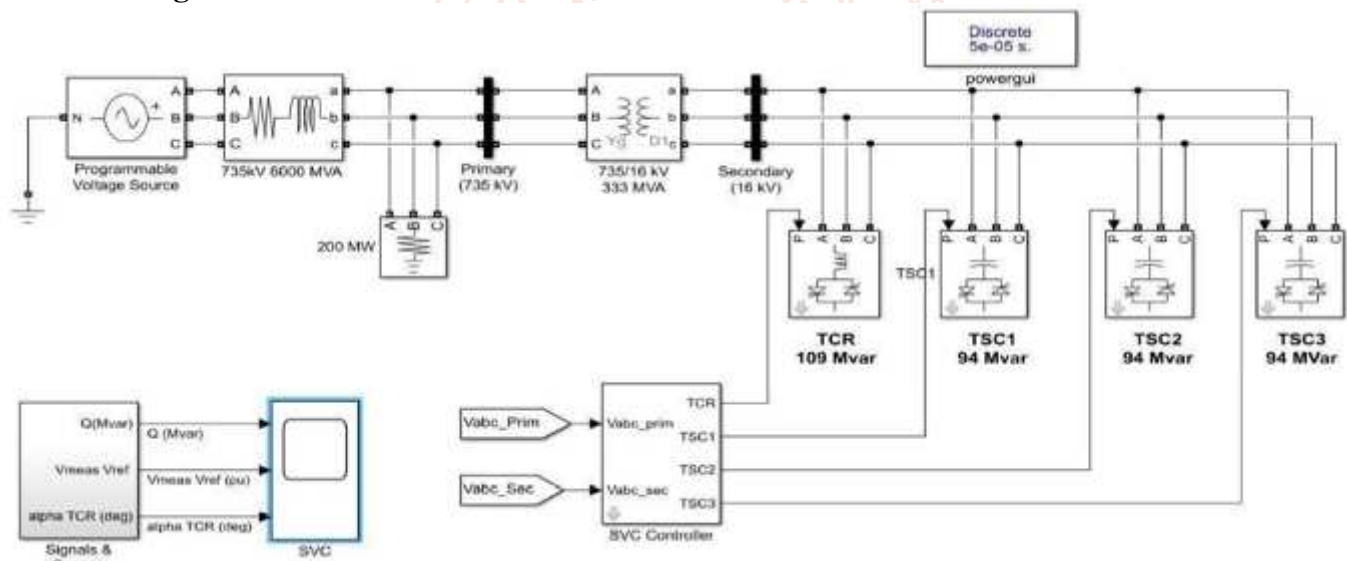 Discrete
5e-05 s.
powergui
N
A
B
C
+
Programmable
Voltage Source
A
B
C
a
b
c
735kV 6000 MVA
A
B
C
200 MW
Primary
(735 kV)
A
B
C
a
b
c
Yg
D1
735/16 kV
333 MVA
Secondary
(16 kV)
P
A
B
C
TCR
109 Mvar
P
A
B
C
TSC1
TSC1
94 Mvar
P
A
B
C
TSC2
94 Mvar
P
A
B
C
TSC3
94 MVar
Q(Mvar)
Vmeas Vref
alpha TCR (deg)
Signals &
Q (Mvar)
Vmeas Vref (pu)
alpha TCR (deg)
SVC
Vabc_Prim
Vabc_Sec
Vabc_prim
Vabc_sec
TCR
TSC1
TSC2
TSC3
SVC Controller